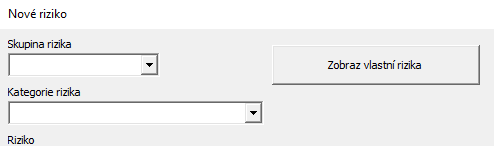 Nové riziko
Skupina rizika
Zobraz vlastní rizika
Kategorie rizika
Riziko